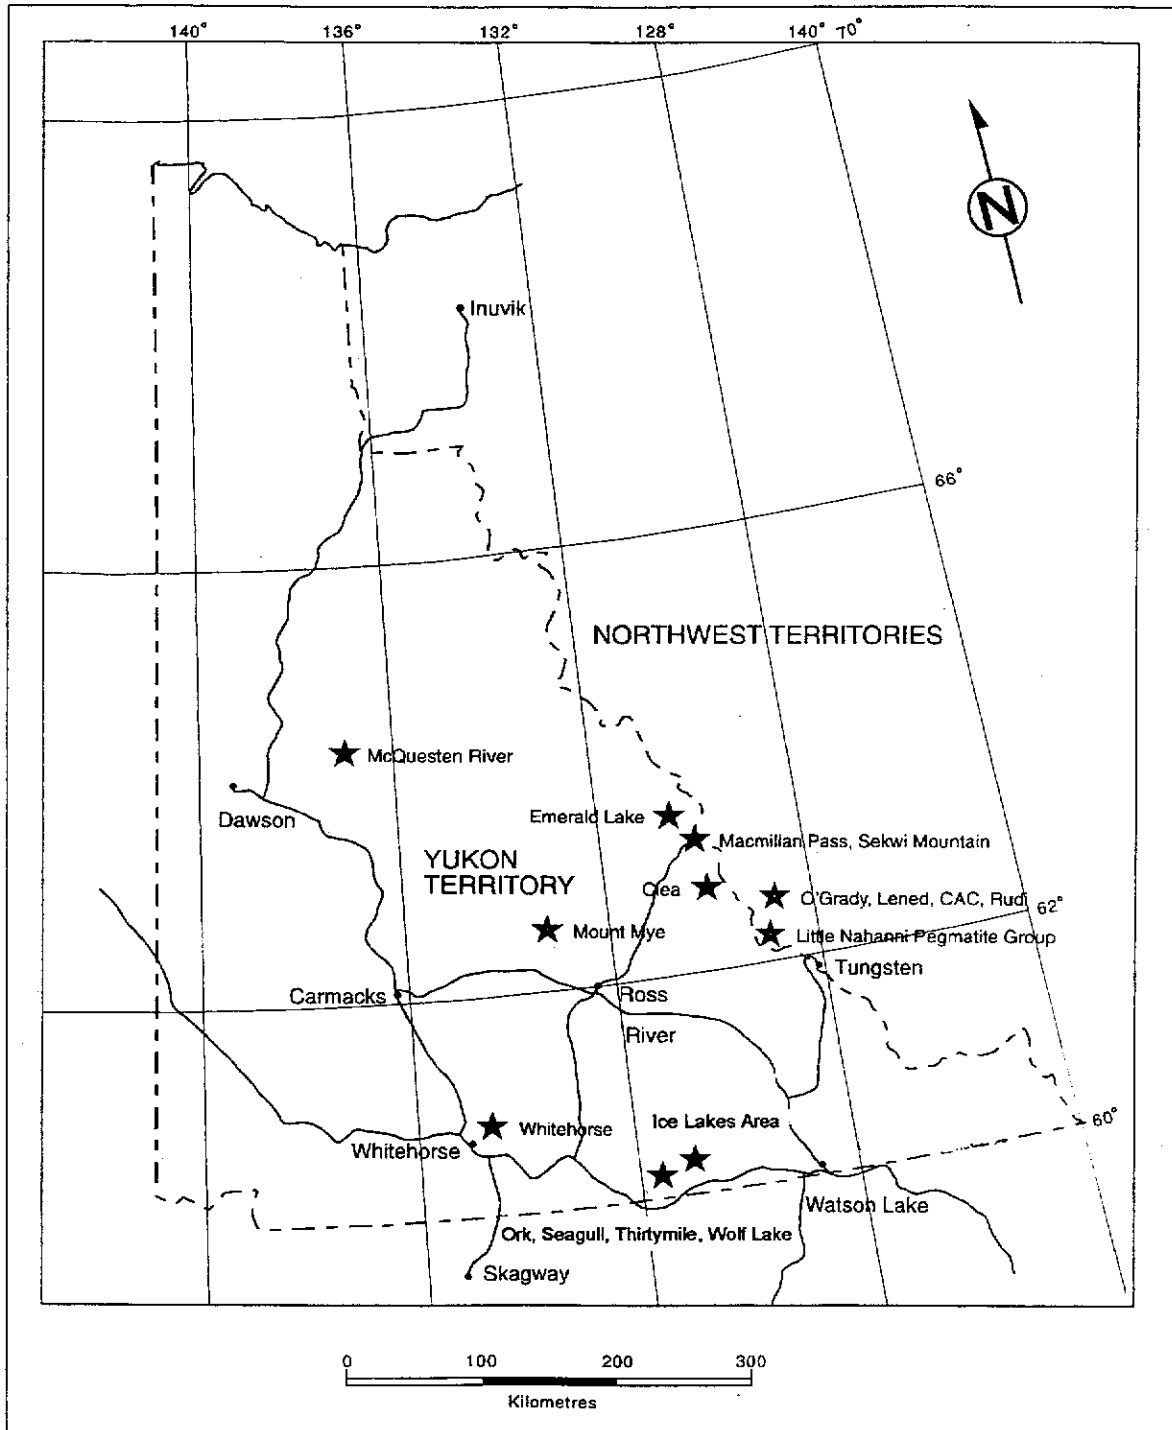 140° 136° 132° 128° 140° 70°
N
Inuvik
66°
NORTHWEST TERRITORIES
McQuesten River
Dawson
Emerald Lake
Macmillan Pass, Sekwi Mountain
YUKON
TERRITORY
Clea
O'Grady, Lened, CAC, Rudi
62°
Mount Mye
Little Nahanni Pegmatite Group
Tungsten
Carmacks
Ross
River
Ice Lakes Area
60°
Whitehorse
Whitehorse
Watson Lake
Ork, Seagull, Thirtymile, Wolf Lake
Skagway
0 100 200 300
Kilometres